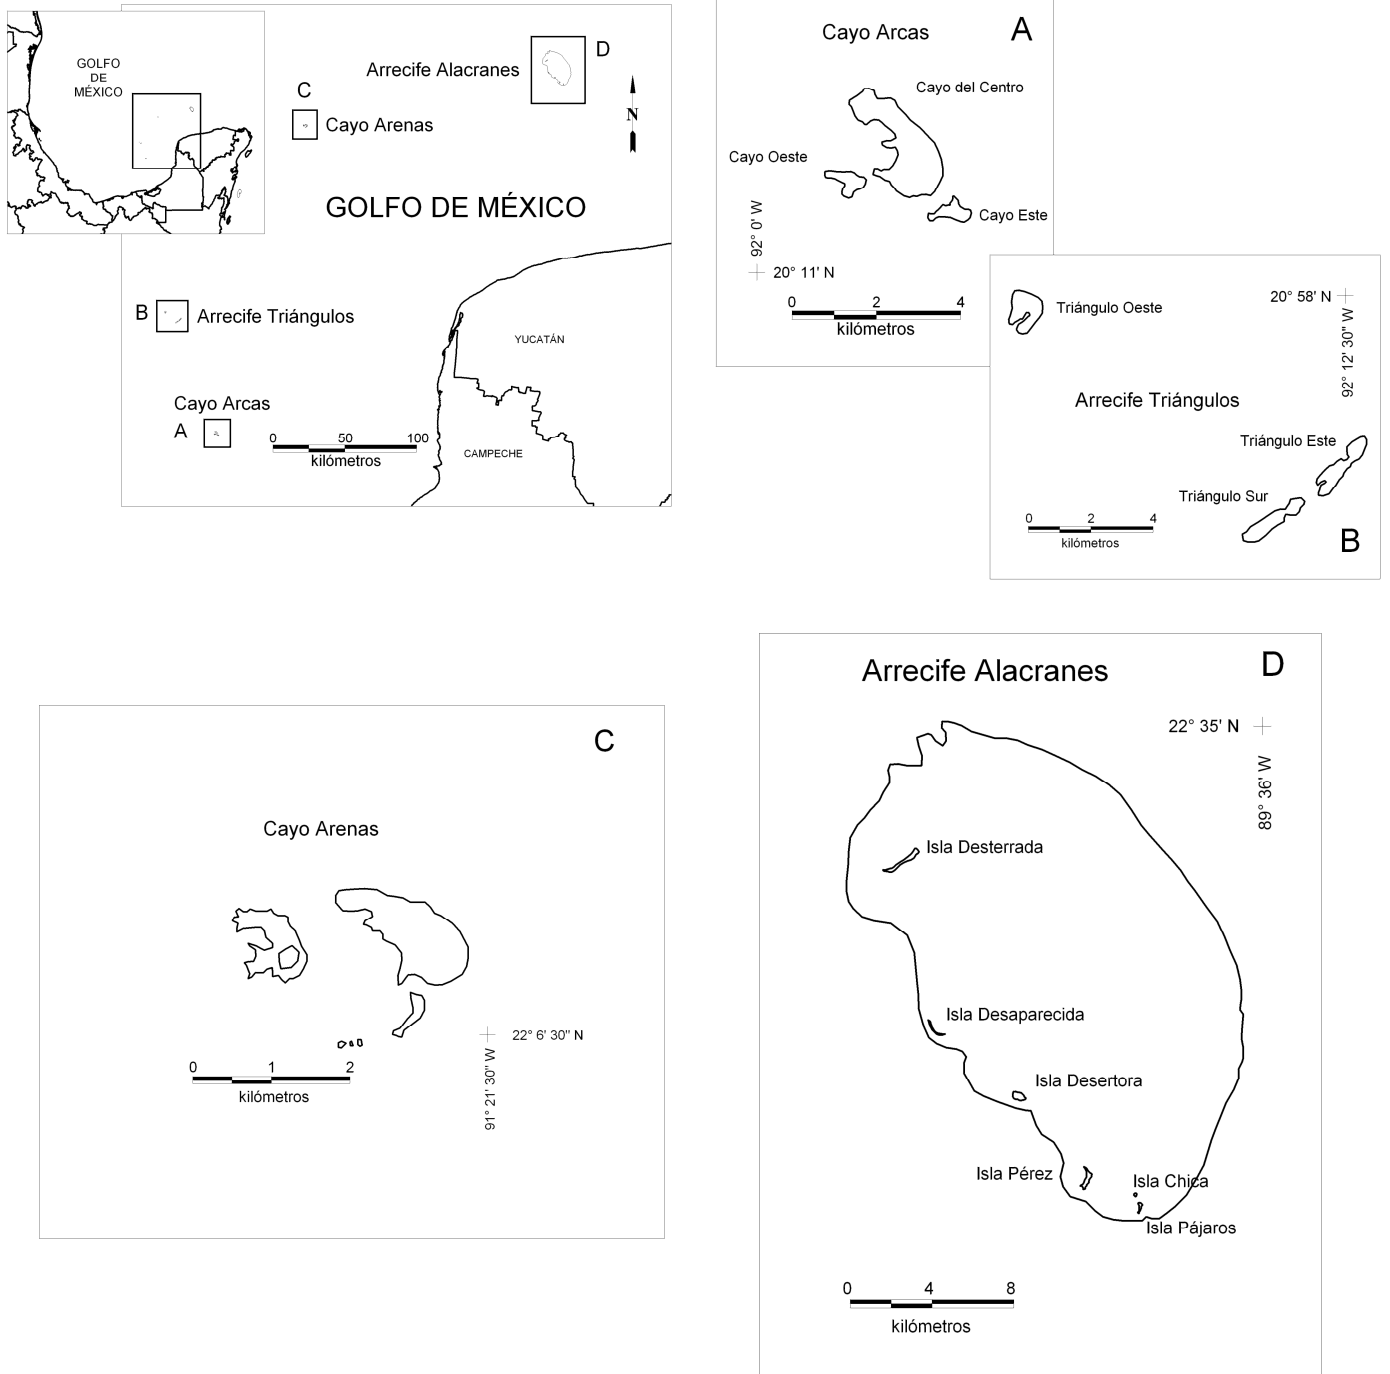 GOLFO
DE
MÉXICO
Arrecife Alacranes
D
C
Cayo Arenas
N
GOLFO DE MÉXICO
B
Arrecife Triángulos
YUCATÁN
Cayo Arcas
A
0 50 100
kilómetros
CAMPECHE
Cayo Arcas
A
Cayo del Centro
Cayo Oeste
Cayo Este
92° 0' W
20° 11' N
0 2 4
kilómetros
20° 58' N
Triángulo Oeste
92° 12' 30" W
Arrecife Triángulos
Triángulo Este
Triángulo Sur
0 2 4
kilómetros
B
C
Cayo Arenas
22° 6' 30" N
91° 21' 30" W
0 1 2
kilómetros
Arrecife Alacranes
D
22° 35' N
89° 36' W
Isla Desterrada
Isla Desaparecida
Isla Desertora
Isla Pérez
Isla Chica
Isla Pájaros
0 4 8
kilómetros